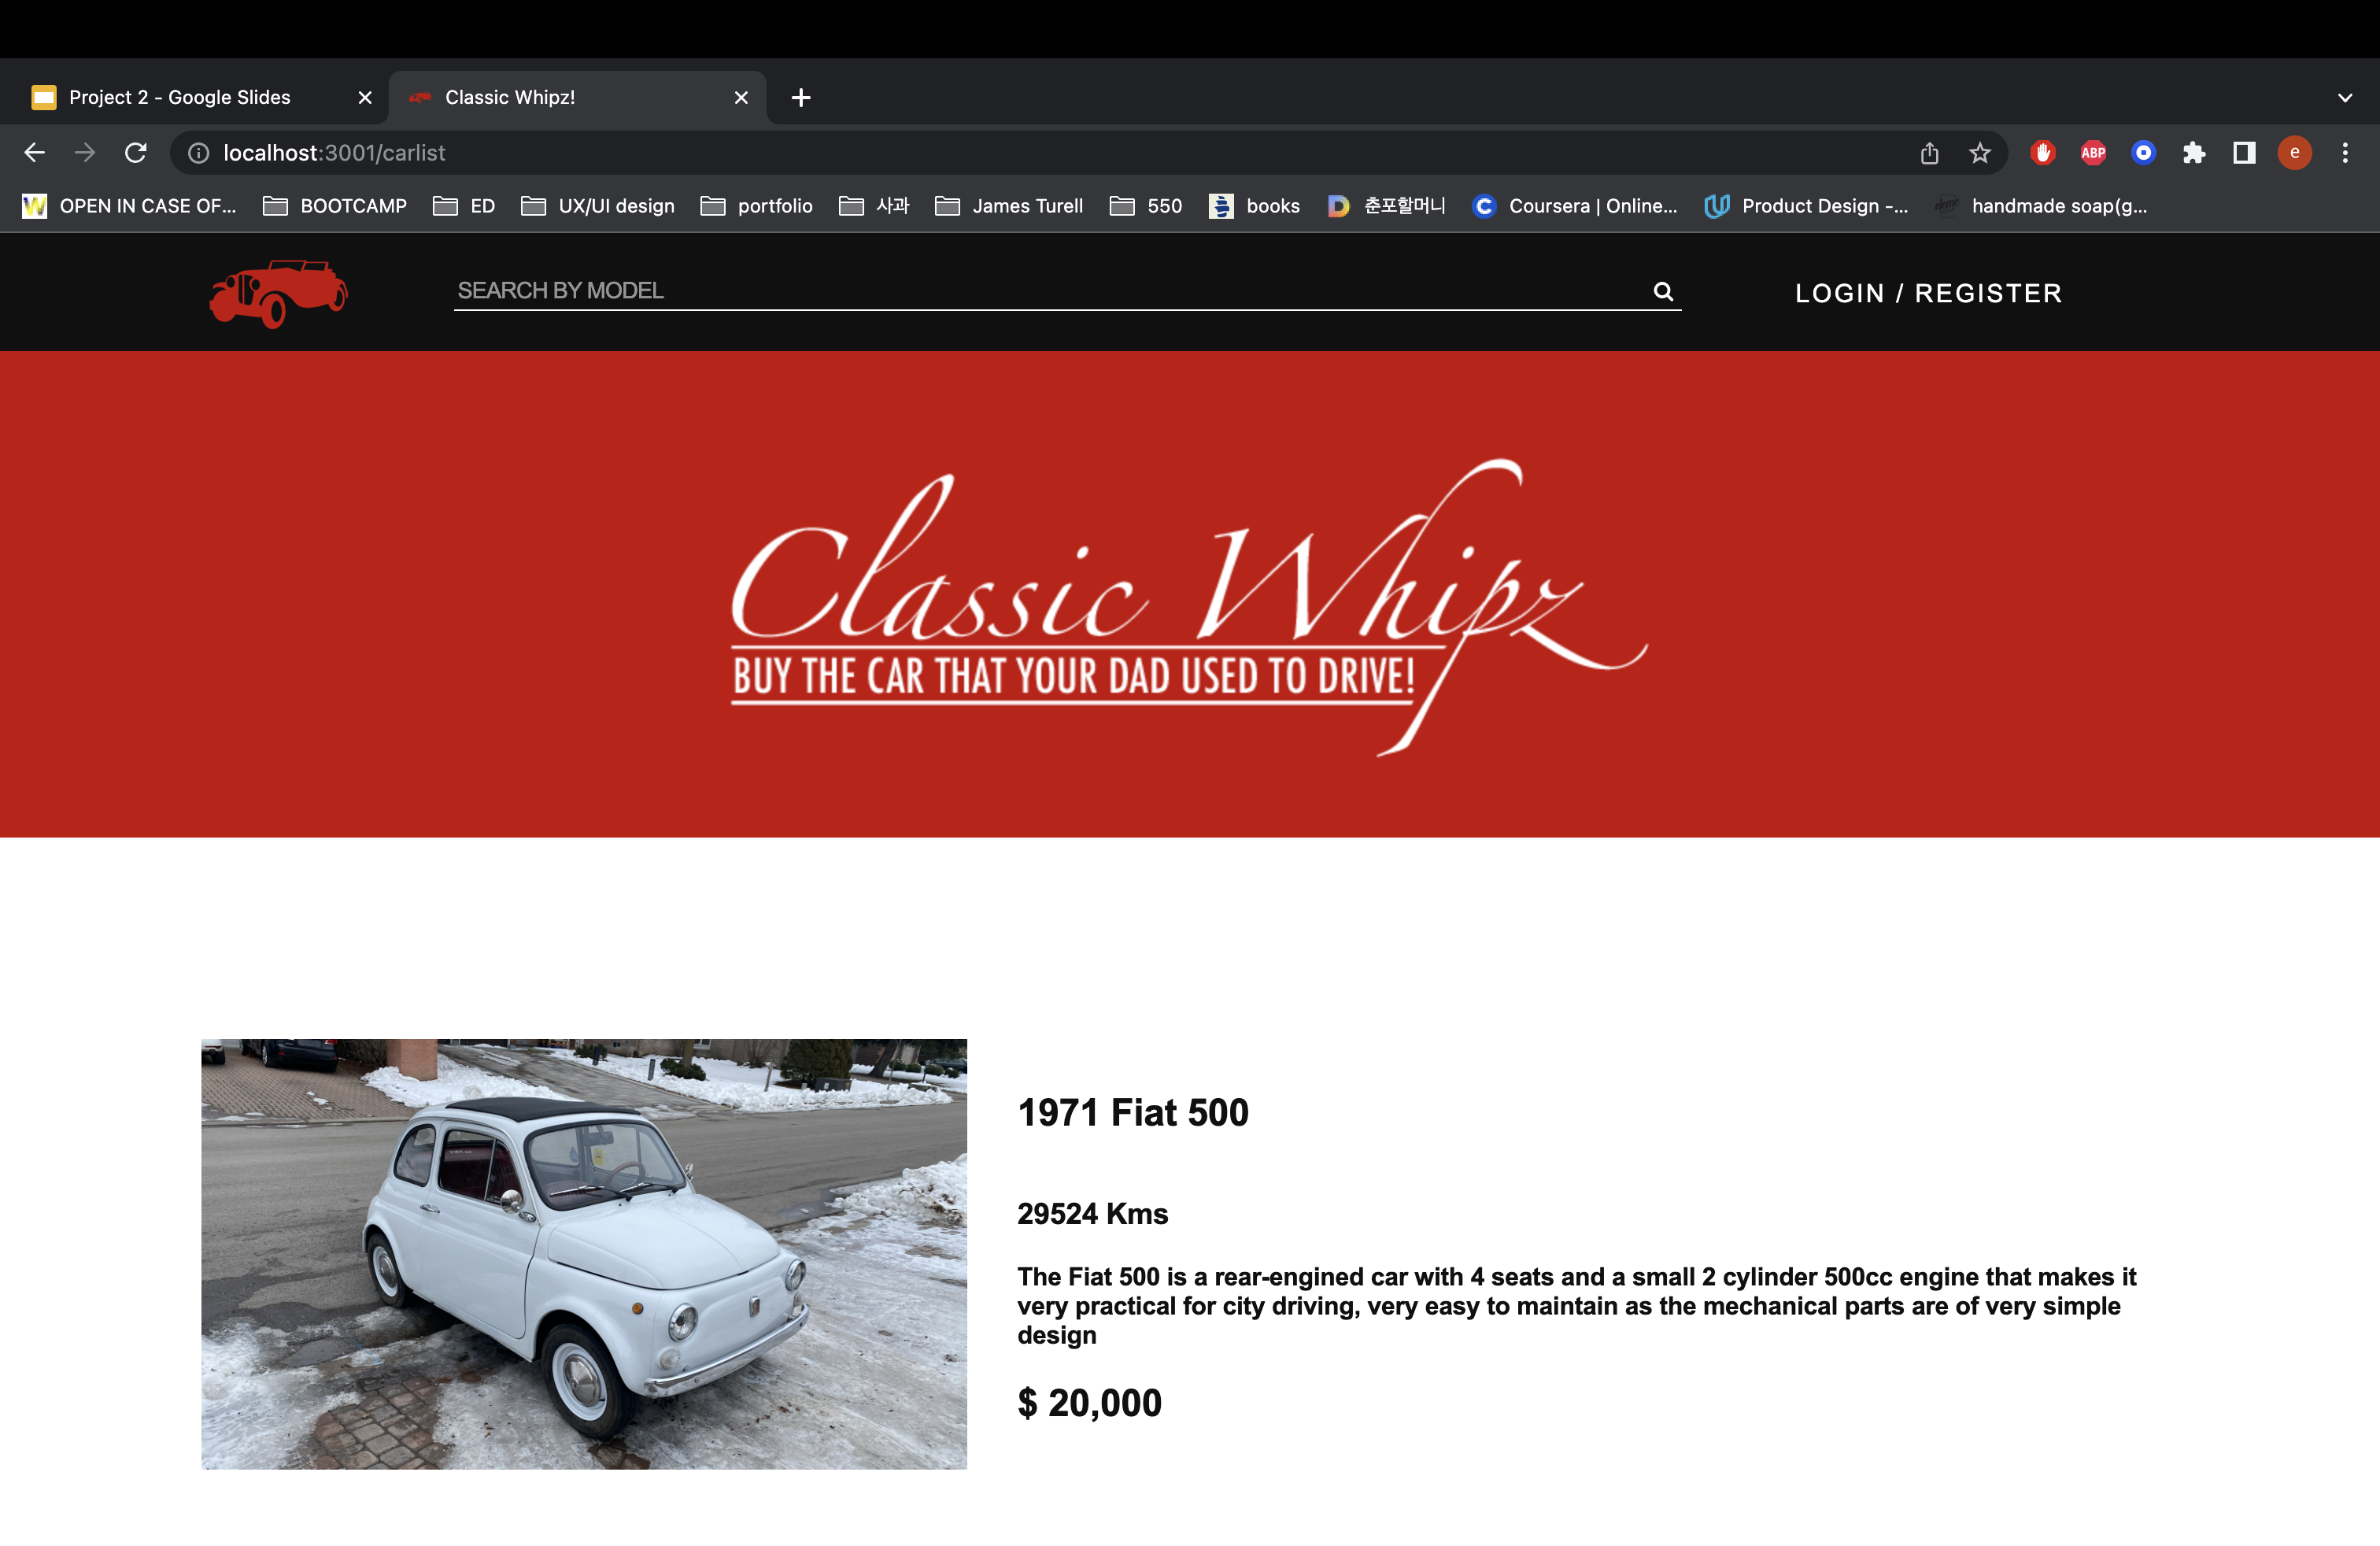 Project 2 - Google Slides
Classic Whipz!
localhost:3001/carlist
ABP
e
OPEN IN CASE OF...
BOOTCAMP
ED
UX/UI design
portfolio
사과
James Turell
550
books
춘포할머니
Coursera | Online...
Product Design -...
handmade soap(g...
SEARCH BY MODEL
LOGIN / REGISTER
Classic Whipz
BUY THE CAR THAT YOUR DAD USED TO DRIVE!
1971 Fiat 500
29524 Kms
The Fiat 500 is a rear-engined car with 4 seats and a small 2 cylinder 500cc engine that makes it
very practical for city driving, very easy to maintain as the mechanical parts are of very simple
design
$ 20,000